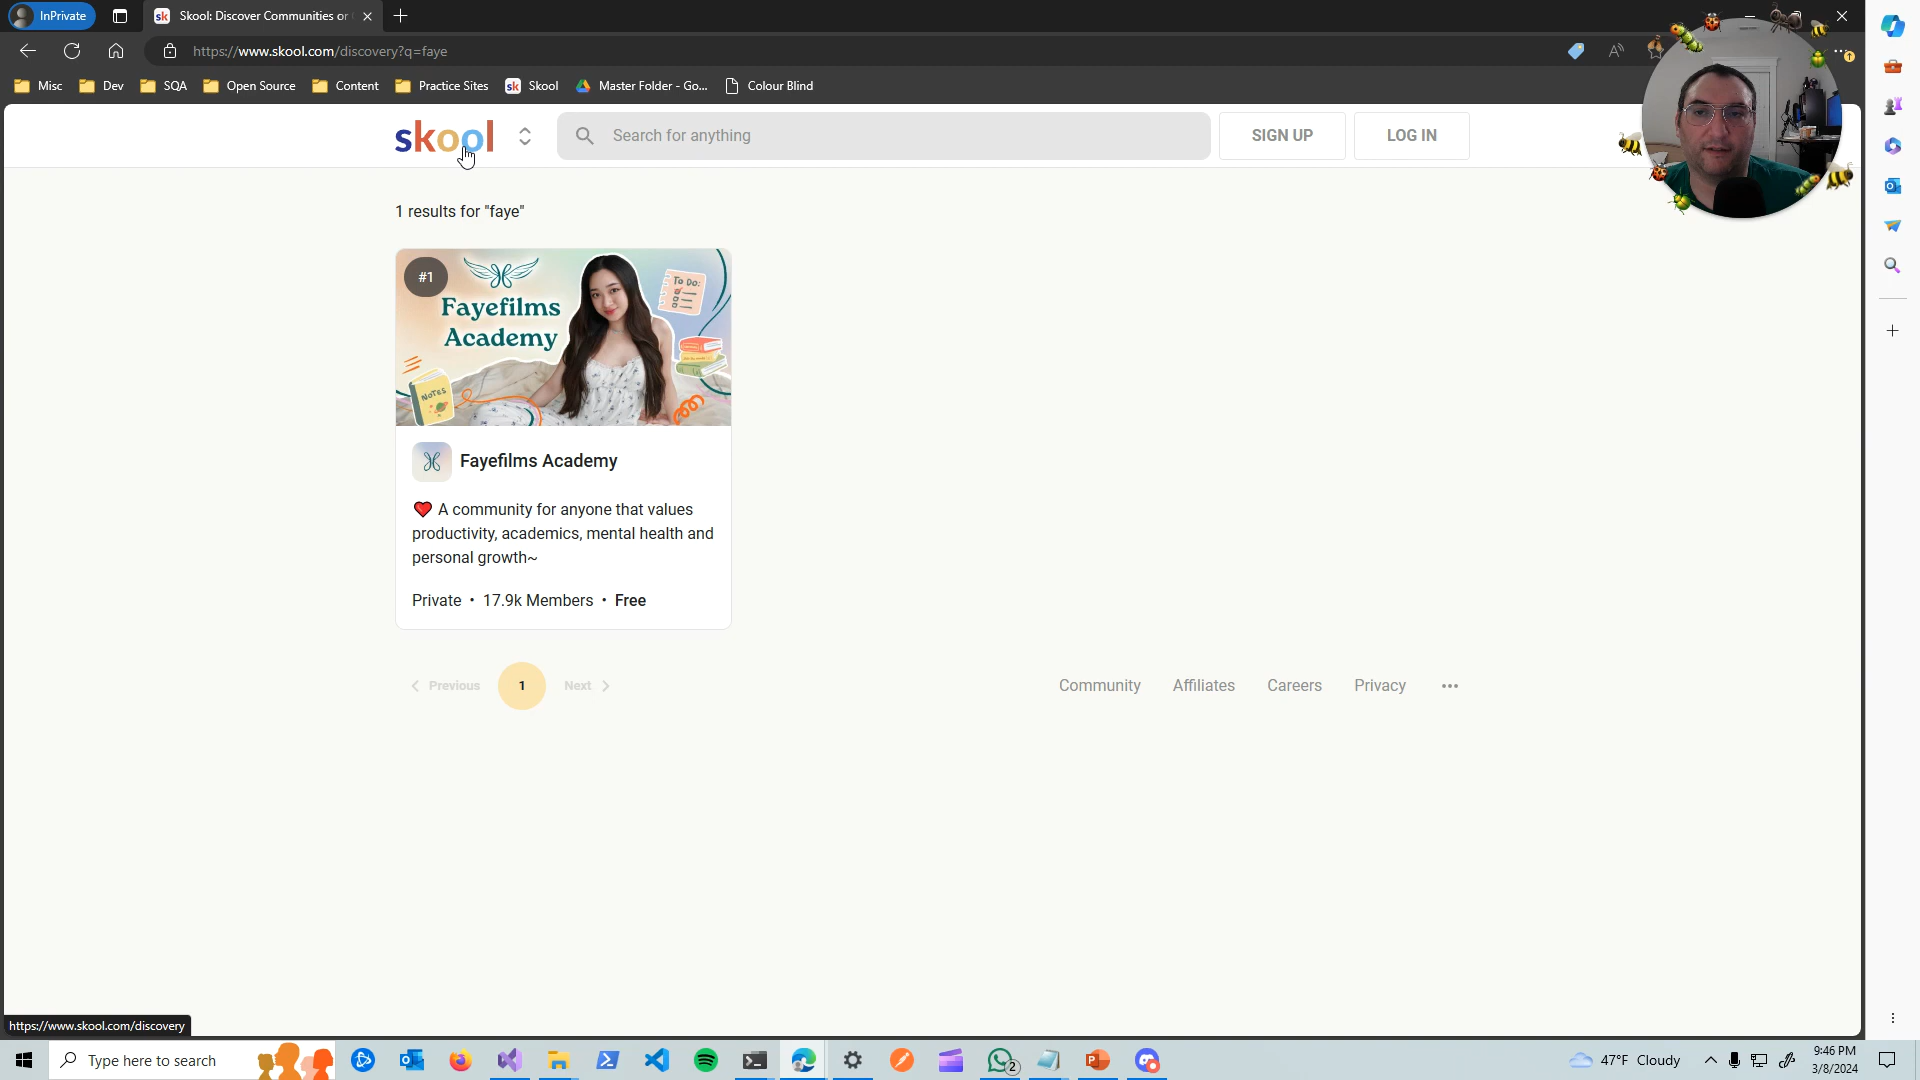 InPrivate
sk Skool: Discover Communities or
https://www.skool.com/discovery?q=faye
Misc Dev SQA Open Source Content Practice Sites sk Skool Master Folder - Go... Colour Blind
skool
Search for anything
SIGN UP
LOG IN
1 results for "faye"
#1
Fayefilms
Academy
To Do:
NOTES
Fayefilms Academy
A community for anyone that values
productivity, academics, mental health and
personal growth~
Private • 17.9k Members • Free
Previous 1 Next
Community Affiliates Careers Privacy
https://www.skool.com/discovery
Type here to search
2
47°F Cloudy
9:46 PM
3/8/2024